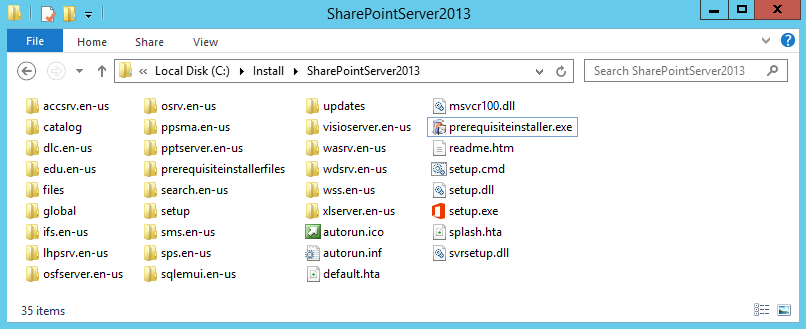 SharePointServer2013
File
Home
Share
View
Local Disk (C:)
Install
SharePointServer2013
Search SharePointServer2013
accsrv.en-us
catalog
dlc.en-us
edu.en-us
files
global
ifs.en-us
lhpsrv.en-us
osfserver.en-us
osrv.en-us
ppsma.en-us
pptserver.en-us
prerequisiteinstallerfiles
search.en-us
setup
sms.en-us
sps.en-us
sqlemui.en-us
updates
visioserver.en-us
wasrv.en-us
wdsrv.en-us
wss.en-us
xlserver.en-us
autorun.ico
autorun.inf
default.hta
msvcr100.dll
prerequisiteinstaller.exe
readme.htm
setup.cmd
setup.dll
setup.exe
splash.hta
svrsetup.dll
35 items